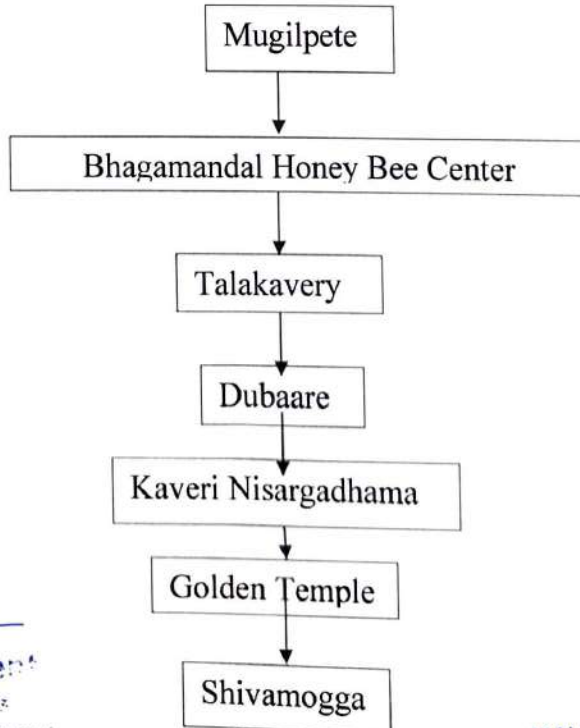 Mugilpete
Bhagamandal Honey Bee Center
Talakavery
Dubaare
Kaveri Nisargadhama
Golden Temple
Shivamogga